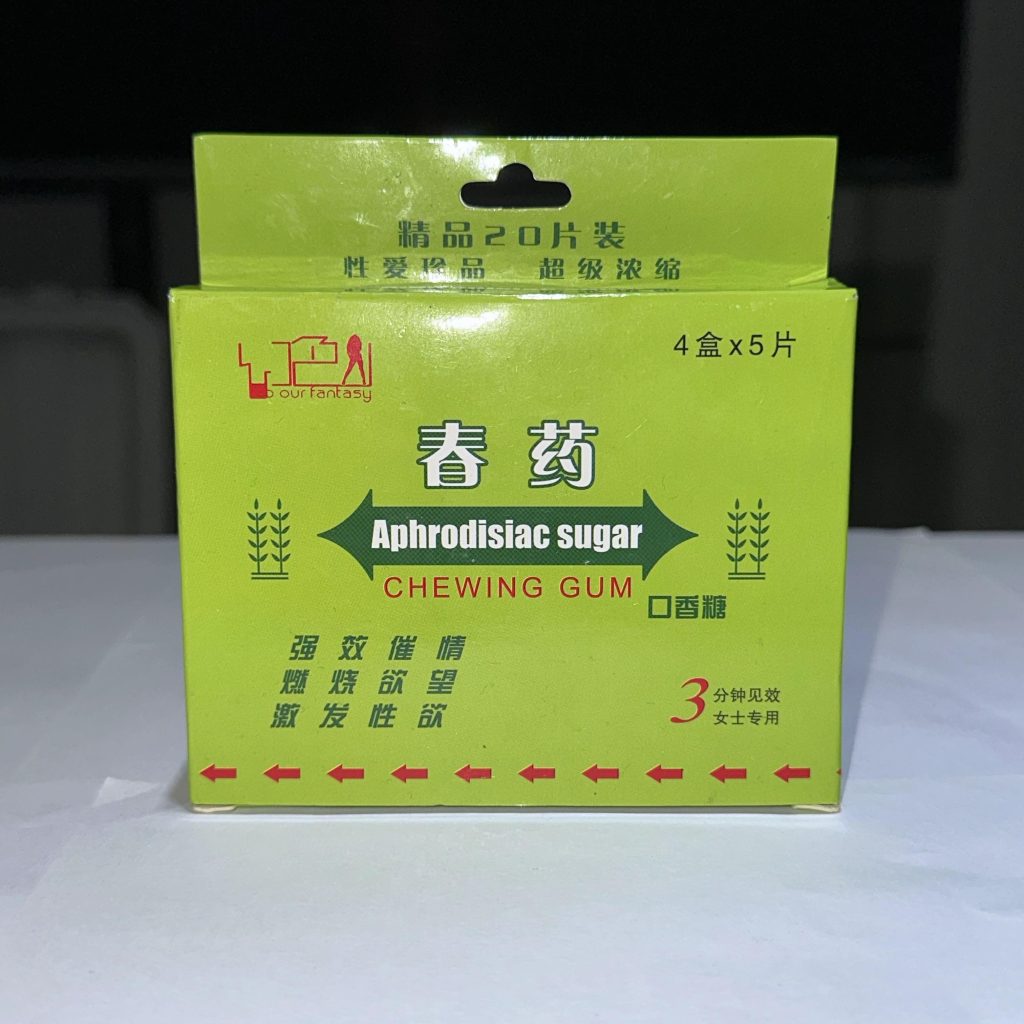 精品20片装
性爱珍品 超级浓缩
our fantasy
4盒x5片
春药
Aphrodisiac sugar
CHEWING GUM
口香糖
强效催情
燃烧欲望
激发性欲
3分钟见效
女士专用